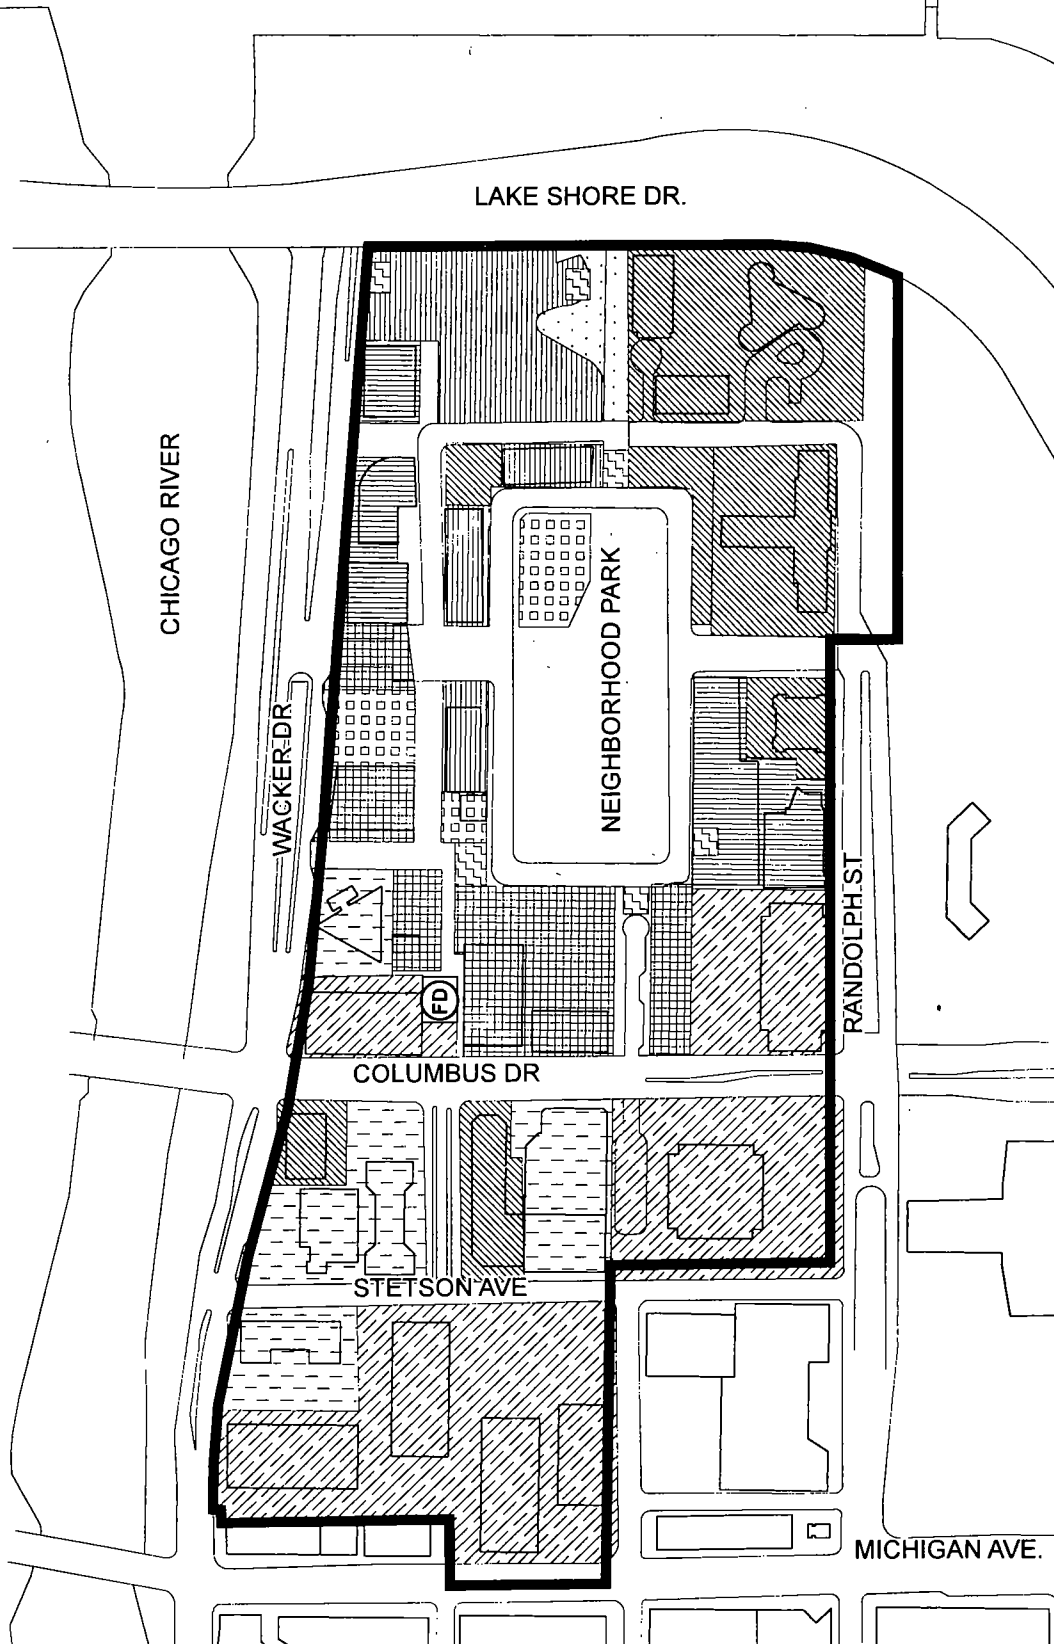 LAKE SHORE DR.
CHICAGO RIVER
NEIGHBORHOOD PARK
WACKER DR.
RANDOLPH ST.
FD
COLUMBUS DR
STETSON AVE
MICHIGAN AVE.